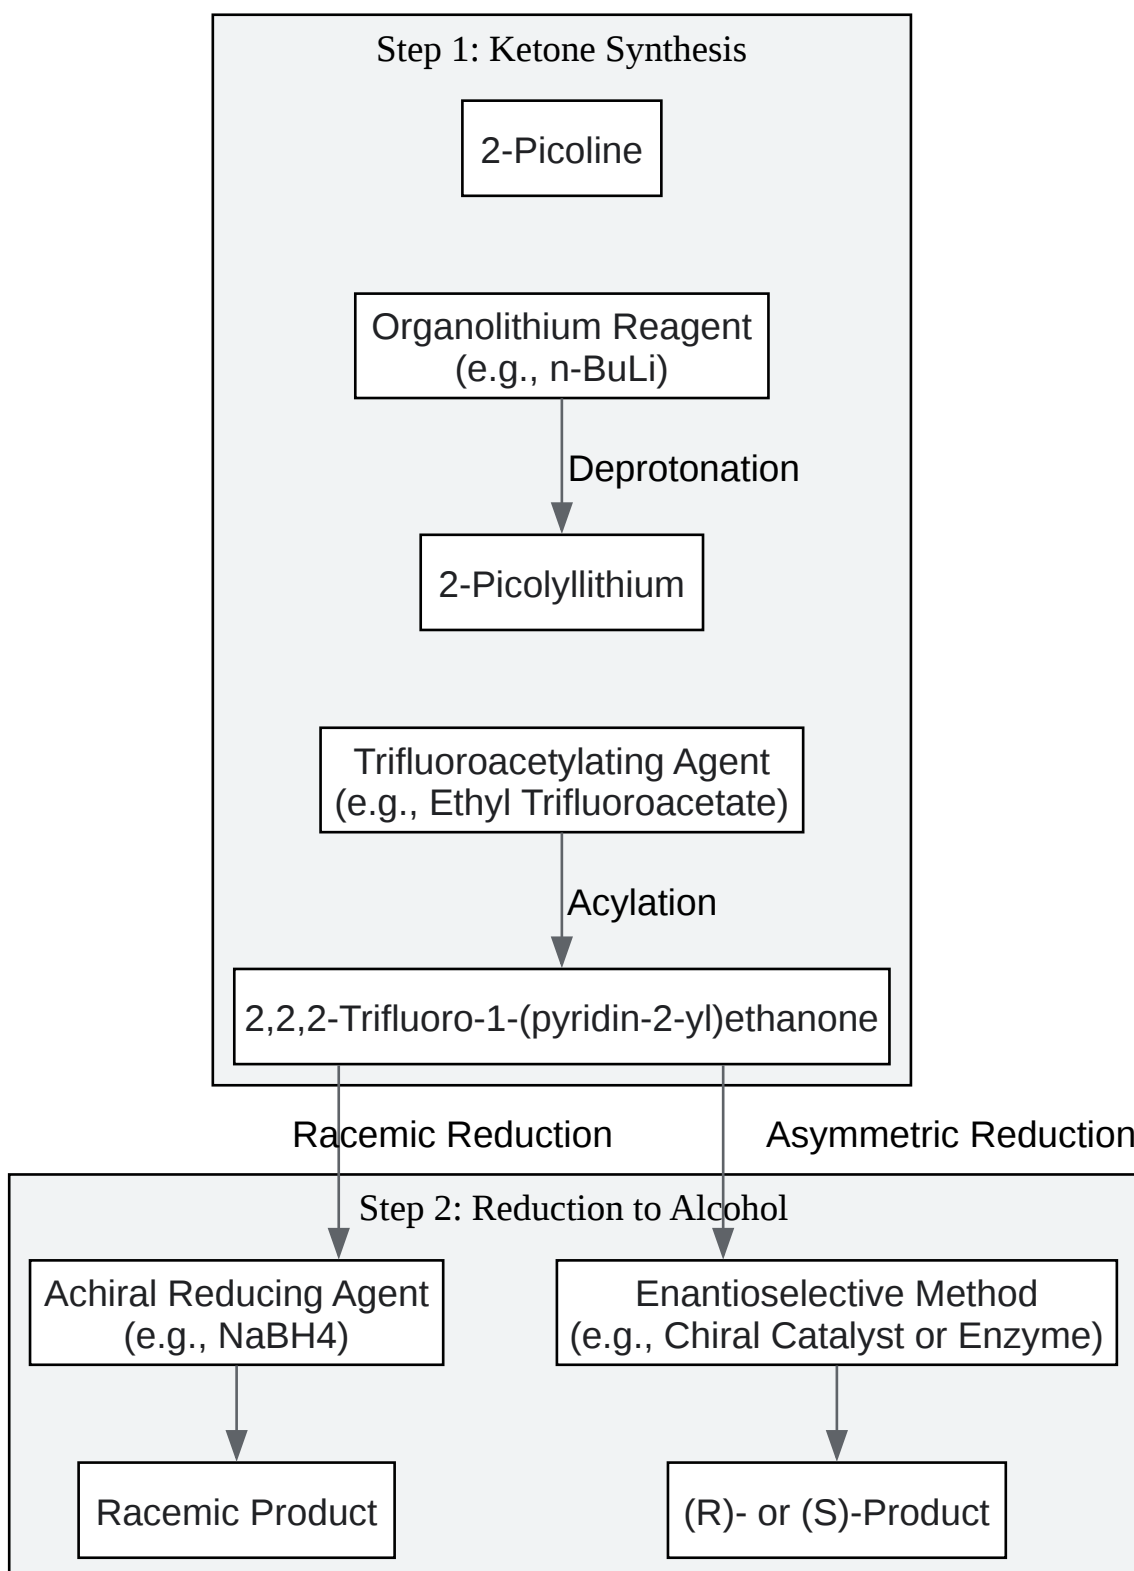 Step 1: Ketone Synthesis
2-Picoline
Organolithium Reagent
(e.g., n-BuLi)
Deprotonation
2-Picolyllithium
Trifluoroacetylating Agent
(e.g., Ethyl Trifluoroacetate)
Acylation
2,2,2-Trifluoro-1-(pyridin-2-yl)ethanone
Racemic Reduction
Asymmetric Reduction
Step 2: Reduction to Alcohol
Achiral Reducing Agent
(e.g., NaBH4)
Enantioselective Method
(e.g., Chiral Catalyst or Enzyme)
Racemic Product
(R)- or (S)-Product